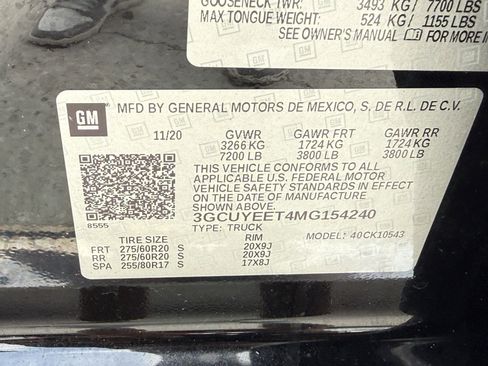 GOOSENECK TWR: 3493 KG / 7700 LBS
MAX TONGUE WEIGHT: 524 KG / 1155 LBS
SEE OWNER'S MANUAL FOR MORE
GM
MFD BY GENERAL MOTORS DE MEXICO, S. DE R.L. DE C.V.
11/20 GVWR GAWR FRT GAWR RR
3266 KG 1724 KG 1724 KG
7200 LB 3800 LB 3800 LB
THIS VEHICLE CONFORMS TO ALL
APPLICABLE U.S. FEDERAL MOTOR
VEHICLE SAFETY STANDARDS IN EFFECT
ON THE DATE OF MANUFACTURE SHOWN ABOVE.
8555 3GCUYEET4MG154240
TYPE: TRUCK MODEL: 40CK10543
TIRE SIZE RIM
FRT 275/60R20 S 20X9J
RR 275/60R20 S 20X9J
SPA 255/80R17 S 17X8J